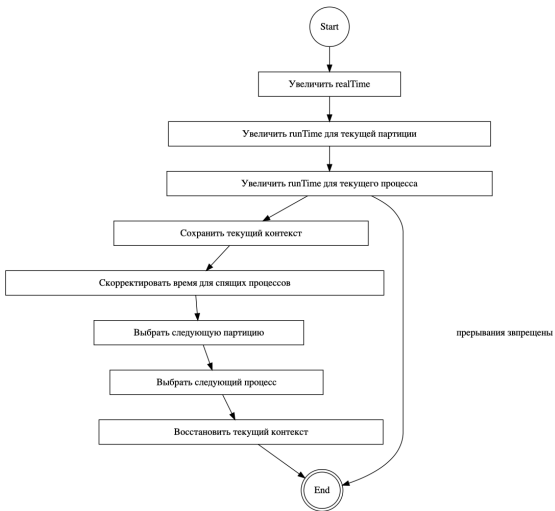 Start
Увеличить realTime
Увеличить runTime для текущей партиции
Увеличить runTime для текущего процесса
Сохранить текущий контекст
Скорректировать время для спящих процессов
Выбрать следующую партицию
прерывания звпрещены
Выбрать следующий процесс
Восстановить текущий контекст
End